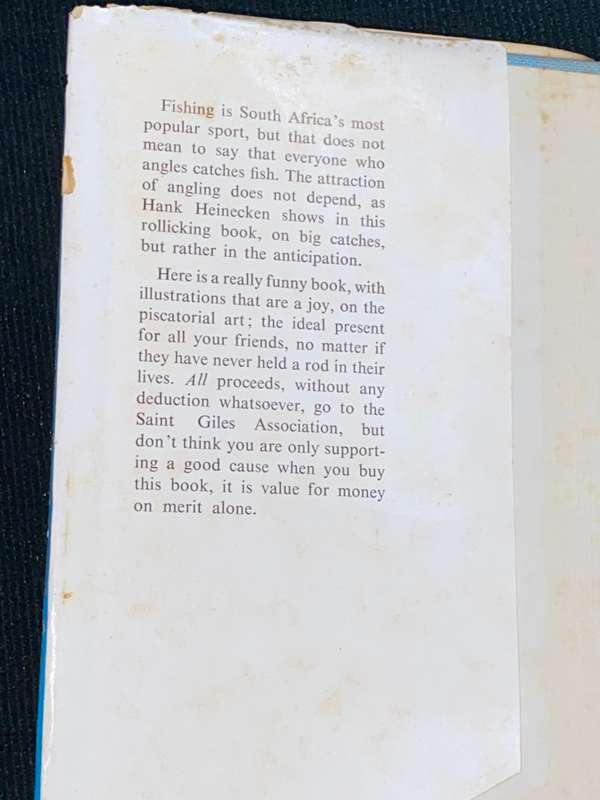 Fishing is South Africa's most
popular sport, but that does not
mean to say that everyone who
angles catches fish. The attraction
of angling does not depend, as
Hank Heinecken shows in this
rollicking book, on big catches,
but rather in the anticipation.
Here is a really funny book, with
illustrations that are a joy, on the
piscatorial art; the ideal present
for all your friends, no matter if
they have never held a rod in their
lives. All proceeds, without any
deduction whatsoever, go to the
Saint Giles Association, but
don't think you are only support-
ing a good cause when you buy
this book, it is value for money
on merit alone.